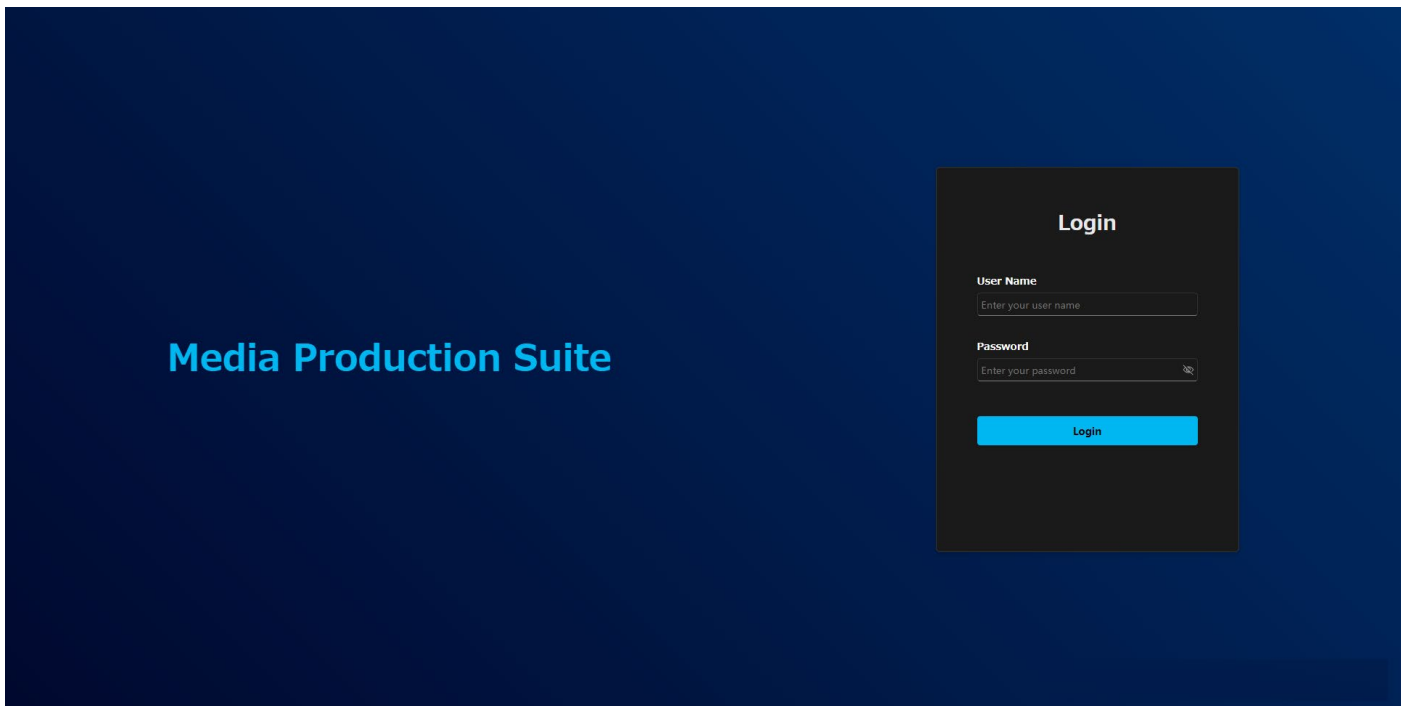 Media Production Suite
Login
User Name
Enter your user name
Password
Enter your password
Login